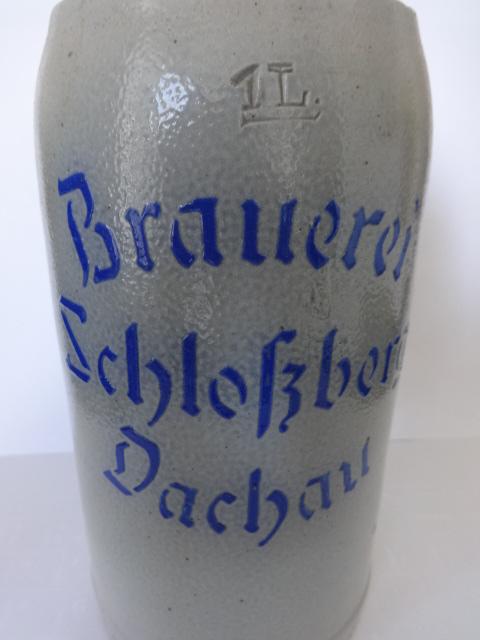 1L.
Brauerei
Schloßberg
Dachau